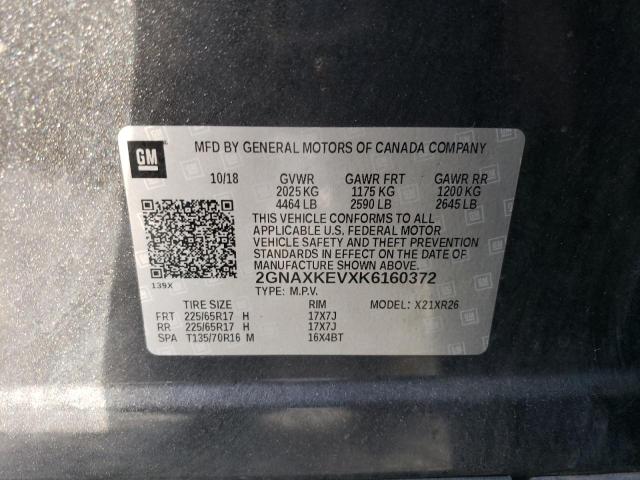 GM
MFD BY GENERAL MOTORS OF CANADA COMPANY
10/18 GVWR GAWR FRT GAWR RR
2025 KG 1175 KG 1200 KG
4464 LB 2590 LB 2645 LB
THIS VEHICLE CONFORMS TO ALL
APPLICABLE U.S. FEDERAL MOTOR
VEHICLE SAFETY AND THEFT PREVENTION
STANDARDS IN EFFECT ON THE DATE OF
MANUFACTURE SHOWN ABOVE.
139X
2GNAXKEVXK6160372
TYPE: M.P.V.
TIRE SIZE RIM MODEL: X21XR26
FRT 225/65R17 H 17X7J
RR 225/65R17 H 17X7J
SPA T135/70R16 M 16X4BT